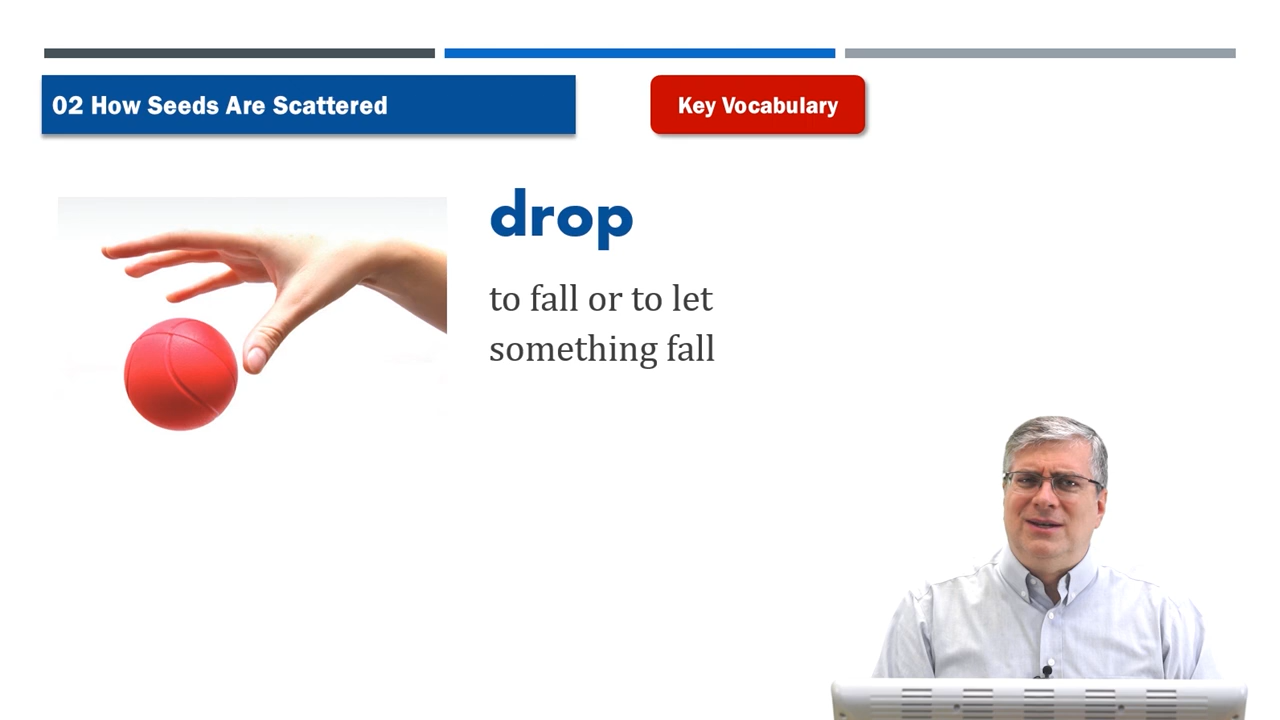 02 How Seeds Are Scattered
Key Vocabulary
drop
to fall or to let
something fall